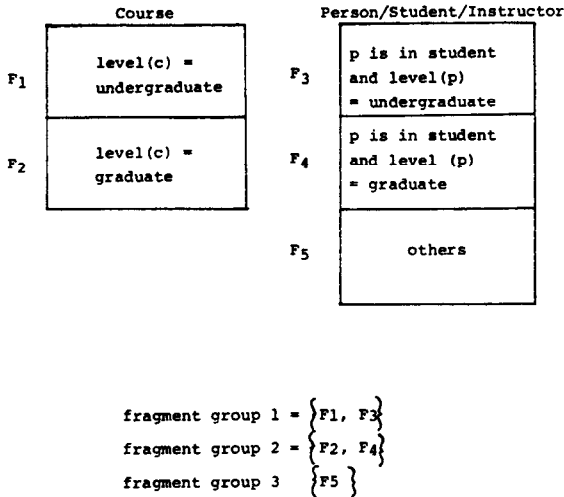 Course
F1
level(c) =
undergraduate
F2
level(c) =
graduate
Person/Student/Instructor
F3
p is in student
and level(p)
= undergraduate
F4
p is in student
and level (p)
= graduate
F5
others
fragment group 1 = {F1, F3}
fragment group 2 = {F2, F4}
fragment group 3 {F5 }